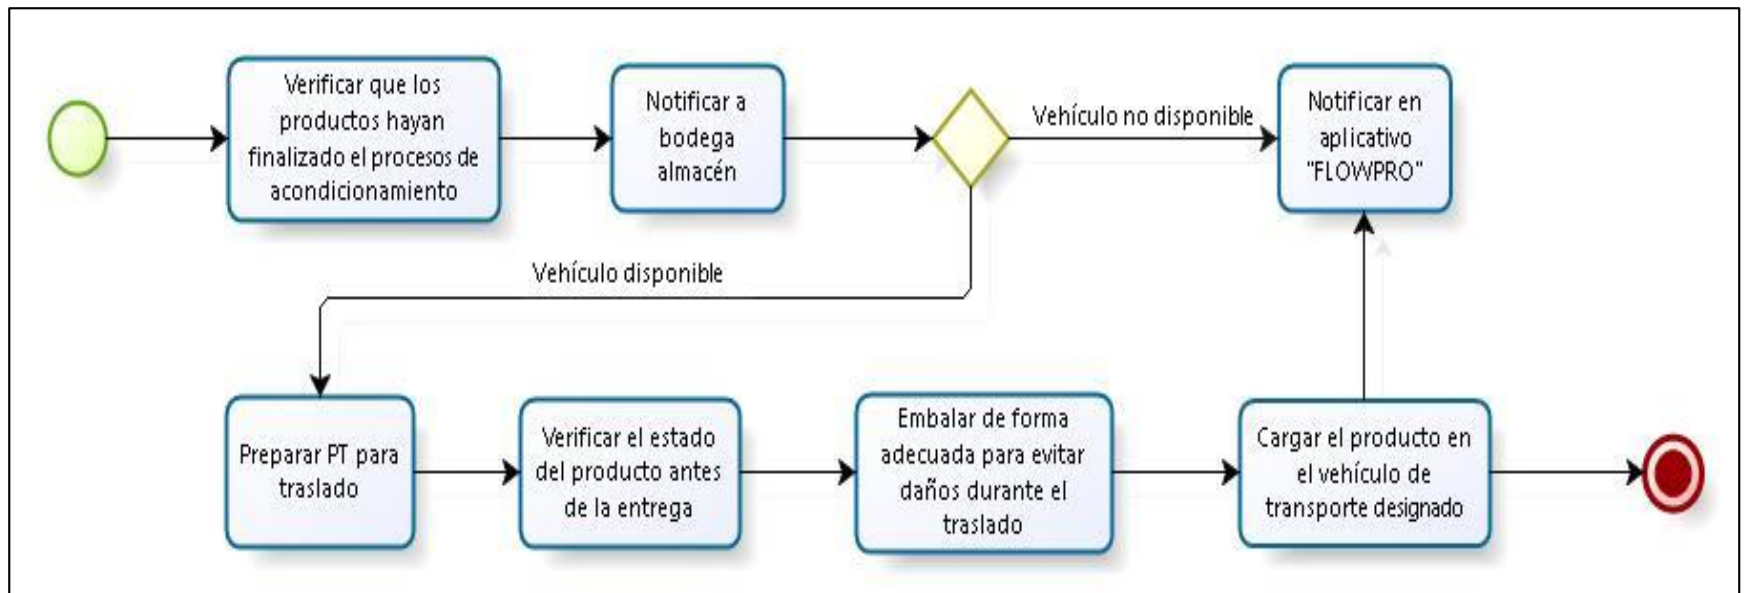 Verificar que los
productos hayan
finalizado el procesos de
acondicionamiento
Notificar a
bodega
almacén
Vehículo no disponible
Notificar en
aplicativo
"FLOWPRO"
Vehículo disponible
Preparar PT para
traslado
Verificar el estado
del producto antes
de la entrega
Embalar de forma
adecuada para evitar
daños durante el
traslado
Cargar el producto en
el vehículo de
transporte designado